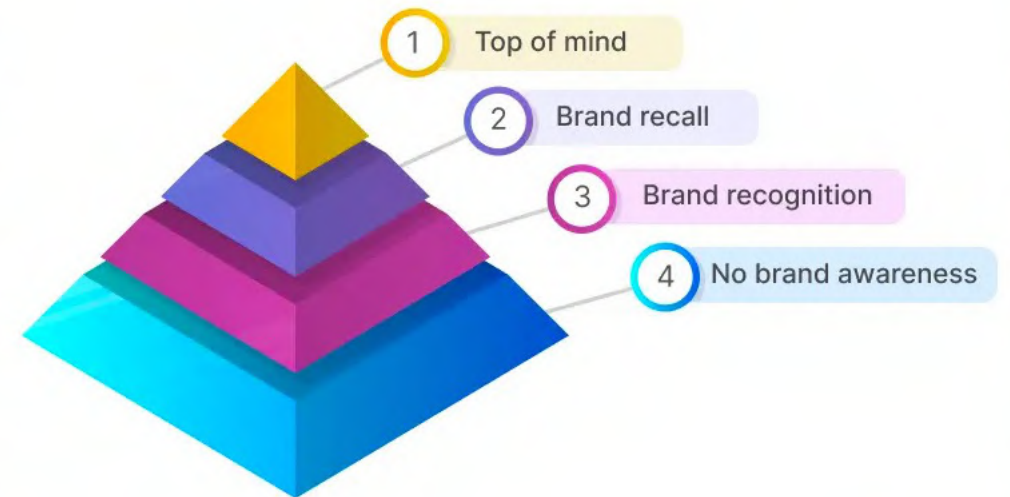 1 Top of mind
2 Brand recall
3 Brand recognition
4 No brand awareness